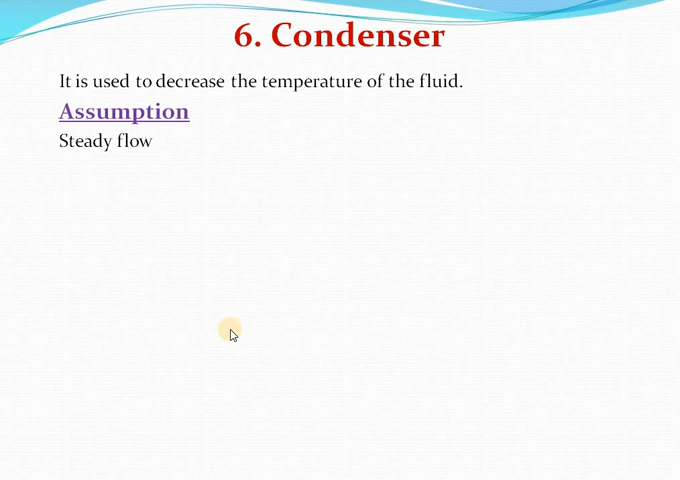 6. Condenser
It is used to decrease the temperature of the fluid.
Assumption
Steady flow